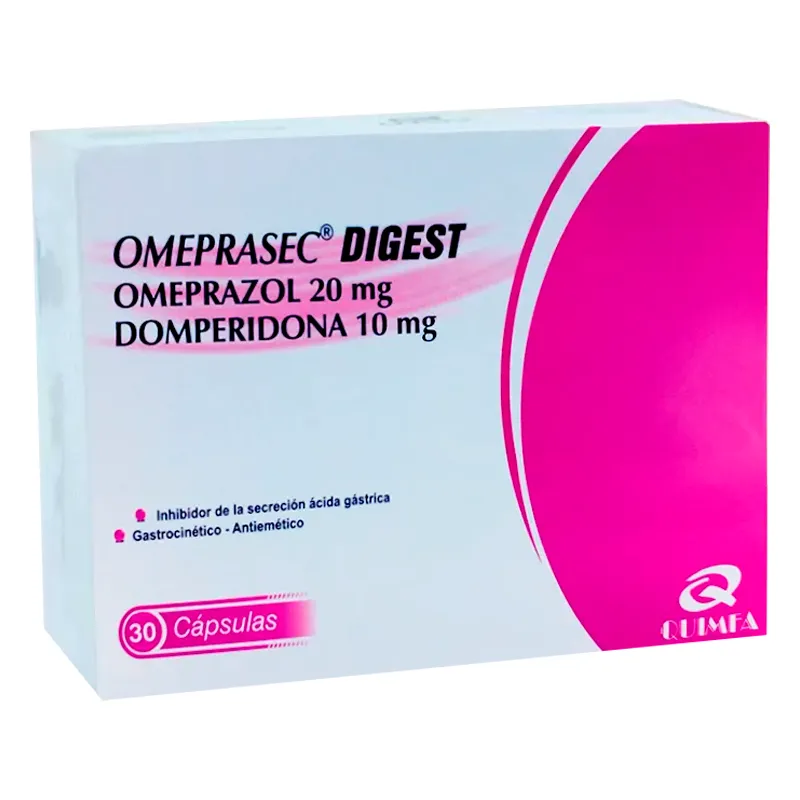 OMEPRASEC® DIGEST
OMEPRAZOL 20 mg
DOMPERIDONA 10 mg
Inhibidor de la secreción ácida gástrica
Gastrocinético - Antiemético
30 Cápsulas
QUIMFA